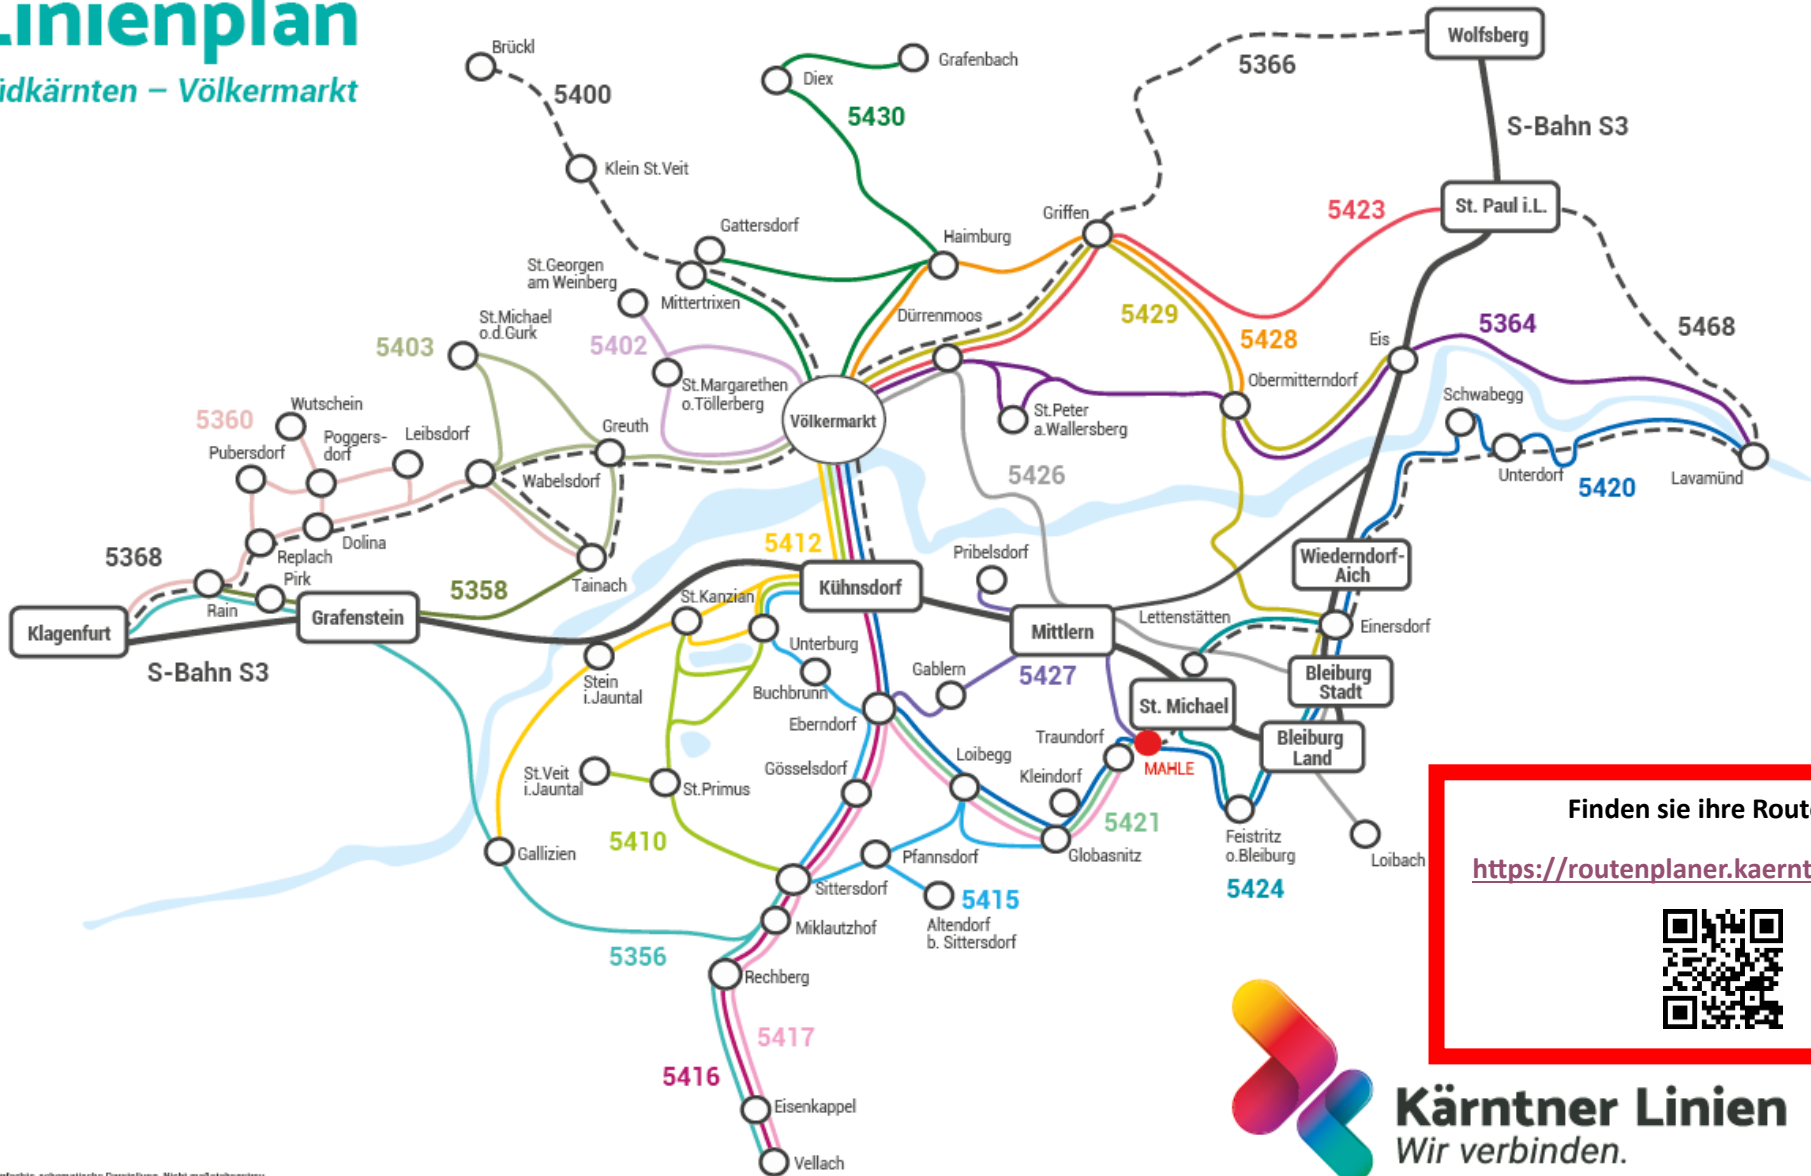 Linienplan
Südkärnten – Völkermarkt
Brückl
5400
Klein St.Veit
Diex
Grafenbach
5430
5366
Wolfsberg
S-Bahn S3
St. Paul i.L.
5423
Griffen
Haimburg
Gattersdorf
St.Georgen
am Weinberg
Mittertrixen
5402
St.Michael
o.d.Gurk
5403
St.Margarethen
o.Töllerberg
Völkermarkt
Dürrenmoos
5429
5428
Eis
5364
5468
Obermitterndorf
St.Peter
a.Wallersberg
Schwabegg
Unterdorf
5420
Lavamünd
5360
Wutschein
Pubersdorf
Poggers-
dorf
Leibsdorf
Greuth
Wabelsdorf
5426
Replach
Dolina
5368
Pirk
Rain
Klagenfurt
S-Bahn S3
Grafenstein
5358
Tainach
5412
St.Kanzian
Kühnsdorf
Pribelsdorf
Mittlern
Wiederndorf-
Aich
Lettenstätten
Einersdorf
Bleiburg
Stadt
Stein
i.Jauntal
Unterburg
Buchbrunn
Eberndorf
Gablern
5427
St. Michael
Bleiburg
Land
Traundorf
MAHLE
Loibegg
Kleindorf
Gösselsdorf
St.Veit
i.Jauntal
St.Primus
5410
5421
Globasnitz
Feistritz
o.Bleiburg
5424
Loibach
Gallizien
Pfannsdorf
Sittersdorf
5415
Altendorf
b. Sittersdorf
Miklautzhof
5356
Rechberg
5417
5416
Eisenkappel
Vellach
Finden sie ihre Rout
https://routenplaner.kaernt
Kärntner Linien
Wir verbinden.